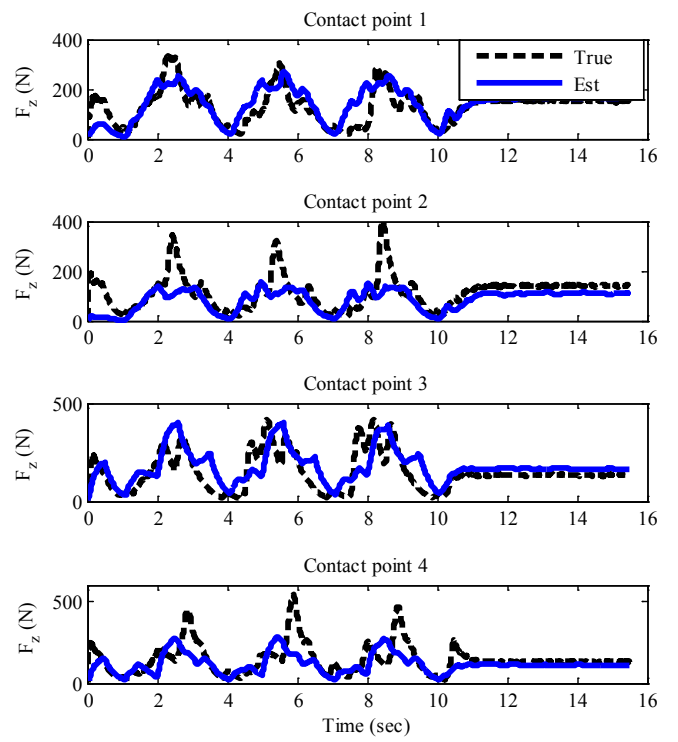 Contact point 1
400
200
0
F_z (N)
True
Est
0 2 4 6 8 10 12 14 16
Contact point 2
400
200
0
F_z (N)
0 2 4 6 8 10 12 14 16
Contact point 3
500
0
F_z (N)
0 2 4 6 8 10 12 14 16
Contact point 4
500
0
F_z (N)
0 2 4 6 8 10 12 14 16
Time (sec)